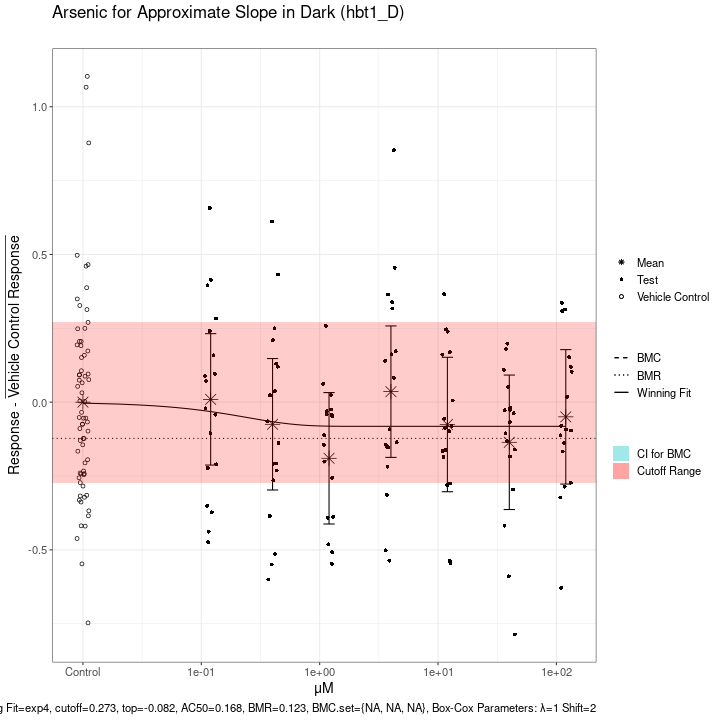 Arsenic for Approximate Slope in Dark (hbt1_D)
Response - Vehicle Control Response
1.0
0.5
0.0
-0.5
Control
1e-01
1e+00
1e+01
1e+02
μM
Mean
Test
Vehicle Control
BMC
BMR
Winning Fit
CI for BMC
Cutoff Range
g Fit=exp4, cutoff=0.273, top=-0.082, AC50=0.168, BMR=0.123, BMC.set={NA, NA, NA}, Box-Cox Parameters: λ=1 Shift=2